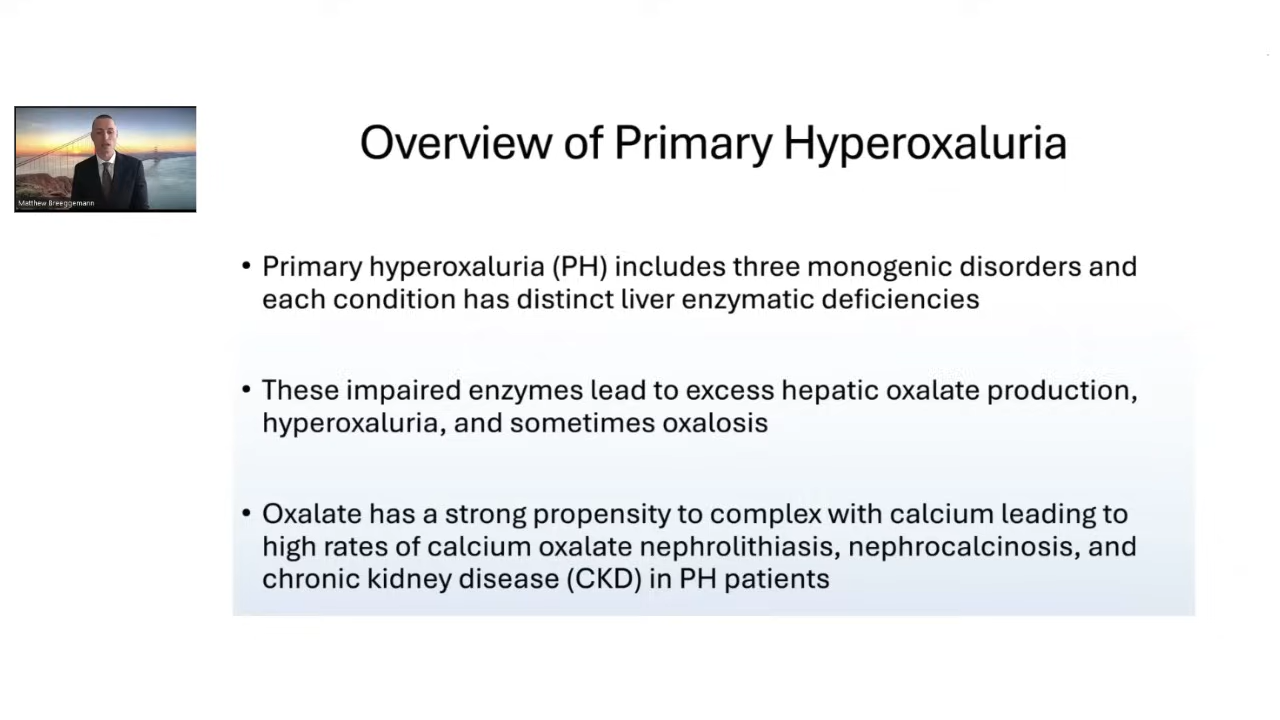 Overview of Primary Hyperoxaluria
Matthew Breeggemann
• Primary hyperoxaluria (PH) includes three monogenic disorders and
each condition has distinct liver enzymatic deficiencies
• These impaired enzymes lead to excess hepatic oxalate production,
hyperoxaluria, and sometimes oxalosis
• Oxalate has a strong propensity to complex with calcium leading to
high rates of calcium oxalate nephrolithiasis, nephrocalcinosis, and
chronic kidney disease (CKD) in PH patients